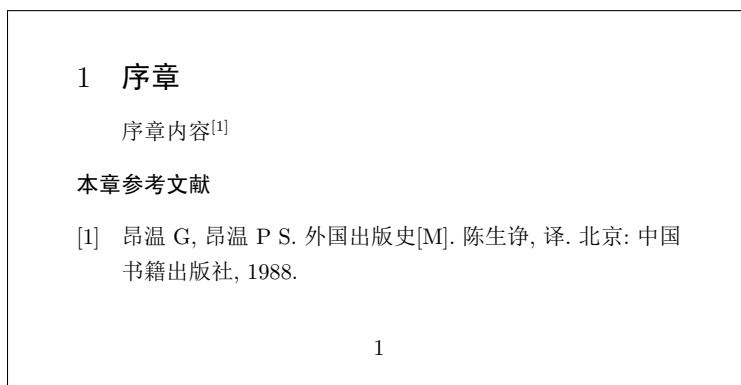 1 序章
序章内容[1]
本章参考文献
[1] 昂温 G, 昂温 P S. 外国出版史[M]. 陈生诤, 译. 北京: 中国
书籍出版社, 1988.
1